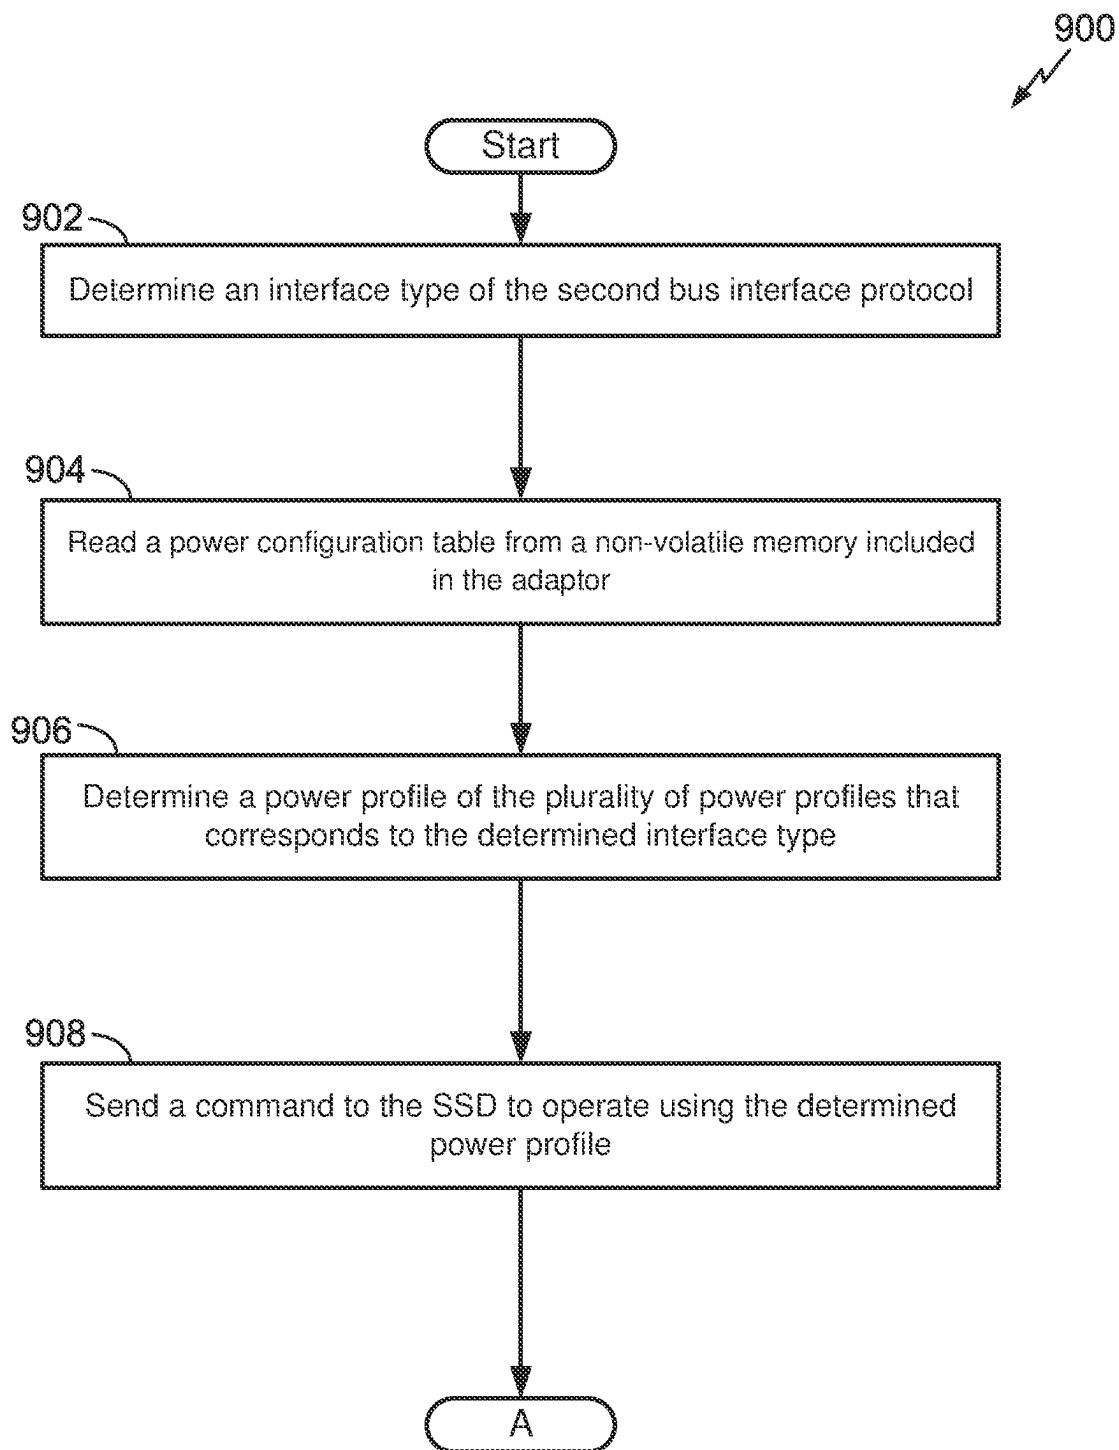 900
Start
902
Determine an interface type of the second bus interface protocol
904
Read a power configuration table from a non-volatile memory included
in the adaptor
906
Determine a power profile of the plurality of power profiles that
corresponds to the determined interface type
908
Send a command to the SSD to operate using the determined
power profile
A